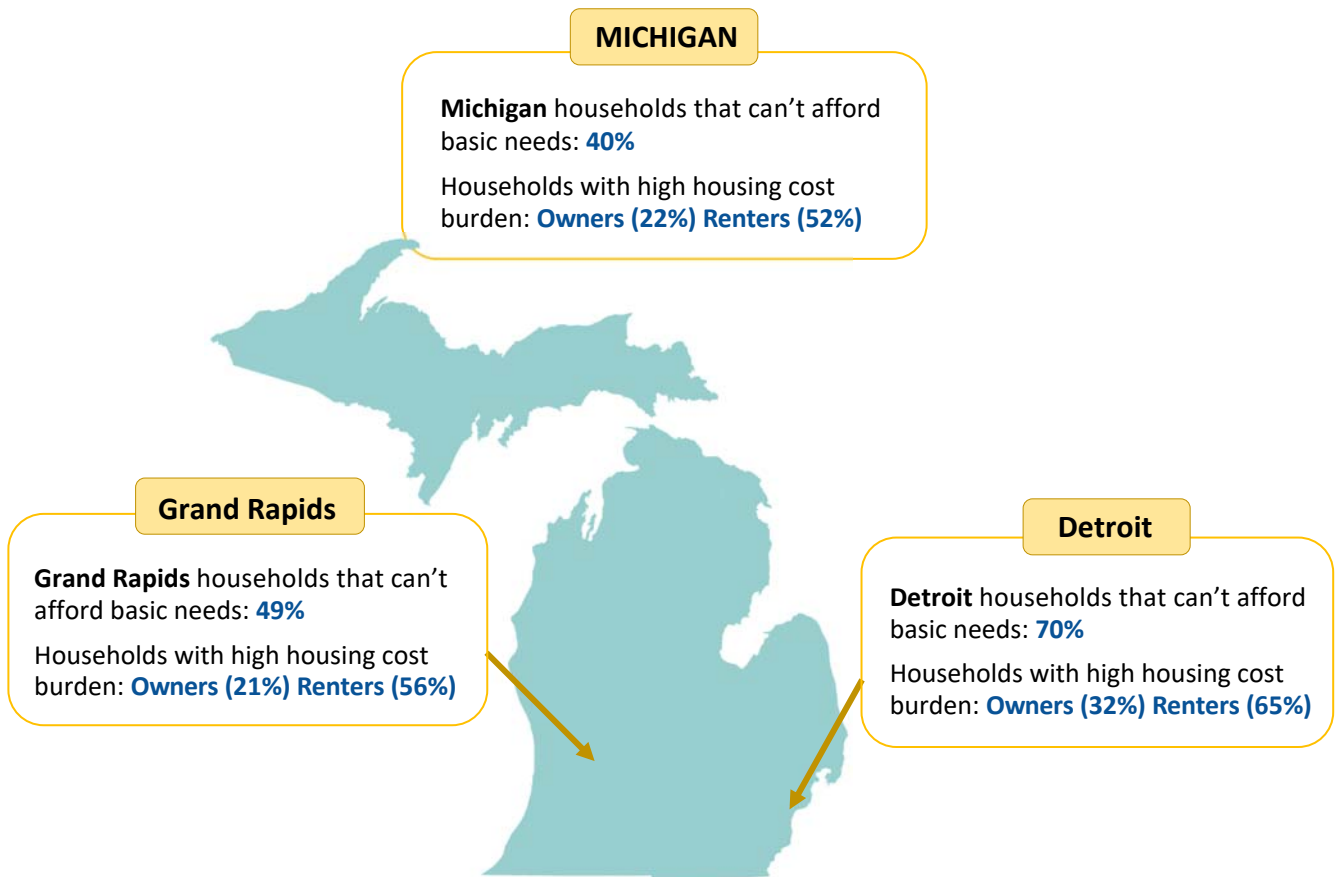 MICHIGAN
Michigan households that can’t afford
basic needs: 40%
Households with high housing cost
burden: Owners (22%) Renters (52%)
Grand Rapids
Grand Rapids households that can’t
afford basic needs: 49%
Households with high housing cost
burden: Owners (21%) Renters (56%)
Detroit
Detroit households that can’t afford
basic needs: 70%
Households with high housing cost
burden: Owners (32%) Renters (65%)